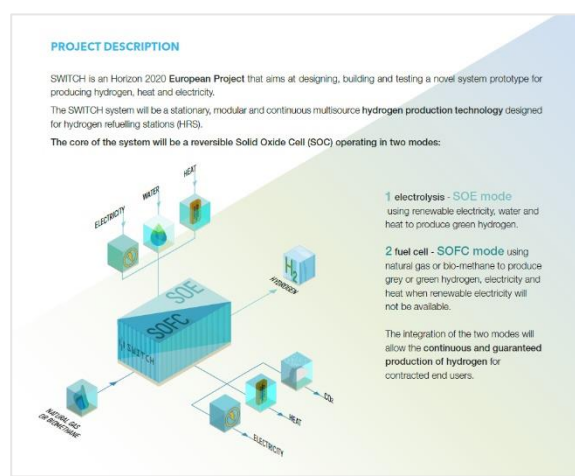 PROJECT DESCRIPTION
SWITCH is an Horizon 2020 European Project that aims at designing, building and testing a novel system prototype for
producing hydrogen, heat and electricity.
The SWITCH system will be a stationary, modular and continuous multisource hydrogen production technology designed
for hydrogen refuelling stations (HRS).
The core of the system will be a reversible Solid Oxide Cell (SOC) operating in two modes:
HEAT
WATER
ELECTRICITY
1 electrolysis - SOE mode
using renewable electricity, water and
heat to produce green hydrogen.
2 fuel cell - SOFC mode using
natural gas or bio-methane to produce
grey or green hydrogen, electricity and
heat when renewable electricity will
not be available.
The integration of the two modes will
allow the continuous and guaranteed
production of hydrogen for
contracted end users.
H2
HYDROGEN
SOE
SOFC
SWITCH
NATURAL GAS
OR BIOMETHANE
CO₂
HEAT
ELECTRICITY